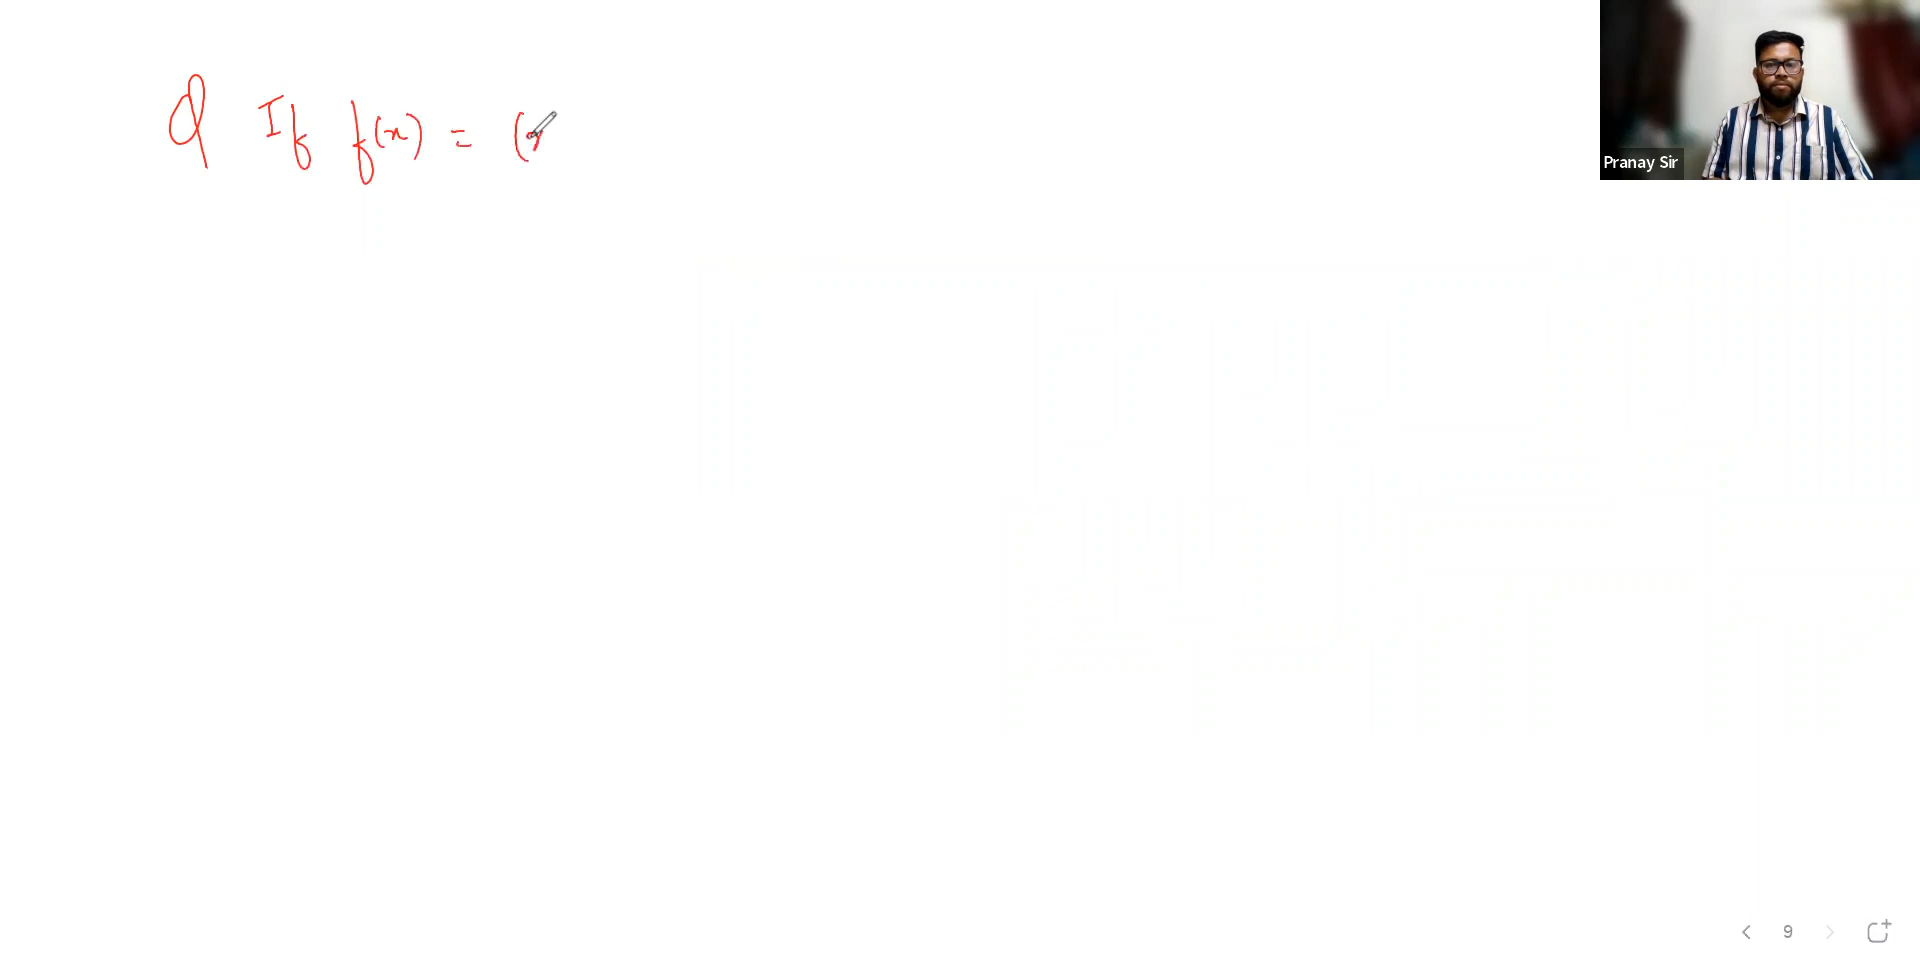 Q If f(x) = (x
Pranay Sir
9